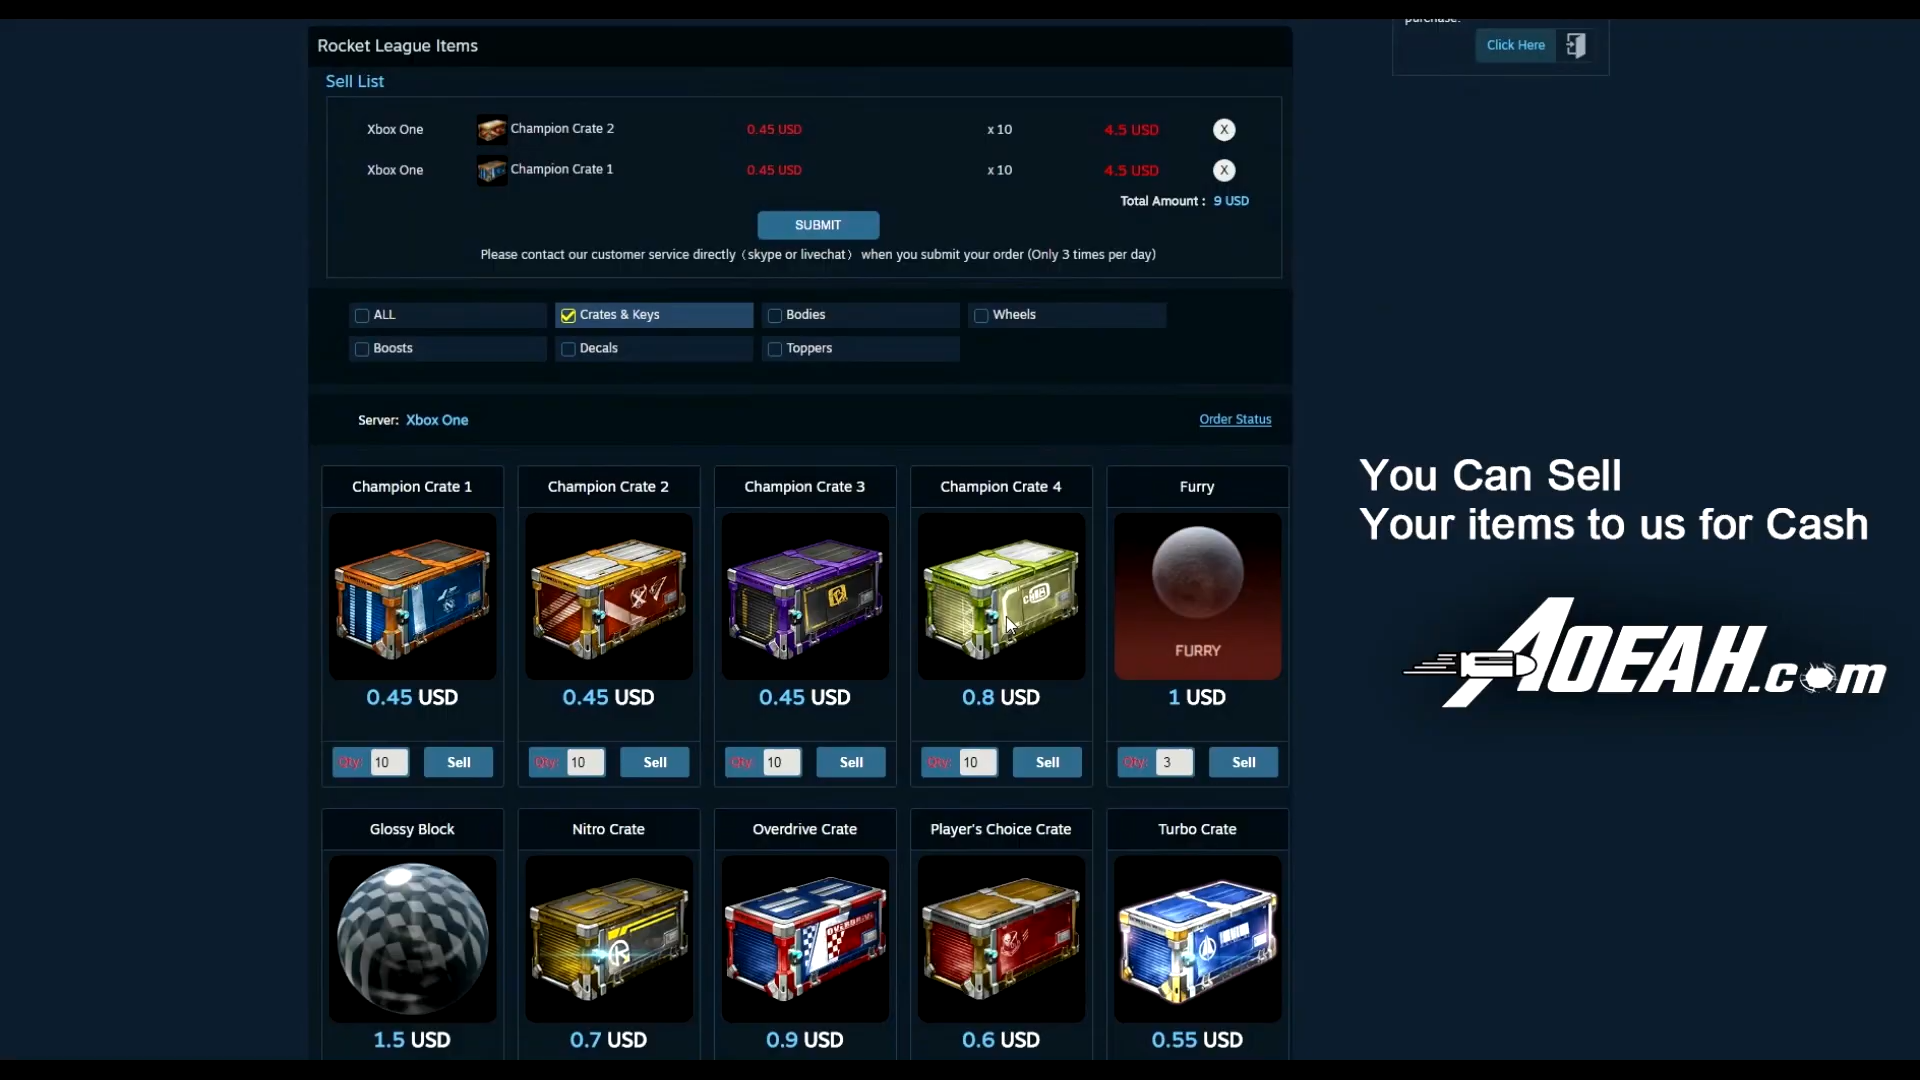 purchase.
Click Here
Rocket League Items
Sell List
Xbox One Champion Crate 2 0.45 USD x 10 4.5 USD X
Xbox One Champion Crate 1 0.45 USD x 10 4.5 USD X
Total Amount : 9 USD
SUBMIT
Please contact our customer service directly（skype or livechat） when you submit your order (Only 3 times per day)
ALL Crates & Keys Bodies Wheels
Boosts Decals Toppers
Server: Xbox One Order Status
Champion Crate 1 Champion Crate 2 Champion Crate 3 Champion Crate 4 Furry
FURRY
0.45 USD 0.45 USD 0.45 USD 0.8 USD 1 USD
Qty: 10 Sell Qty: 10 Sell Qty: 10 Sell Qty: 10 Sell Qty: 3 Sell
You Can Sell
Your items to us for Cash
AOEAH.com
Glossy Block Nitro Crate Overdrive Crate Player's Choice Crate Turbo Crate
OVERDRIVE
1.5 USD 0.7 USD 0.9 USD 0.6 USD 0.55 USD